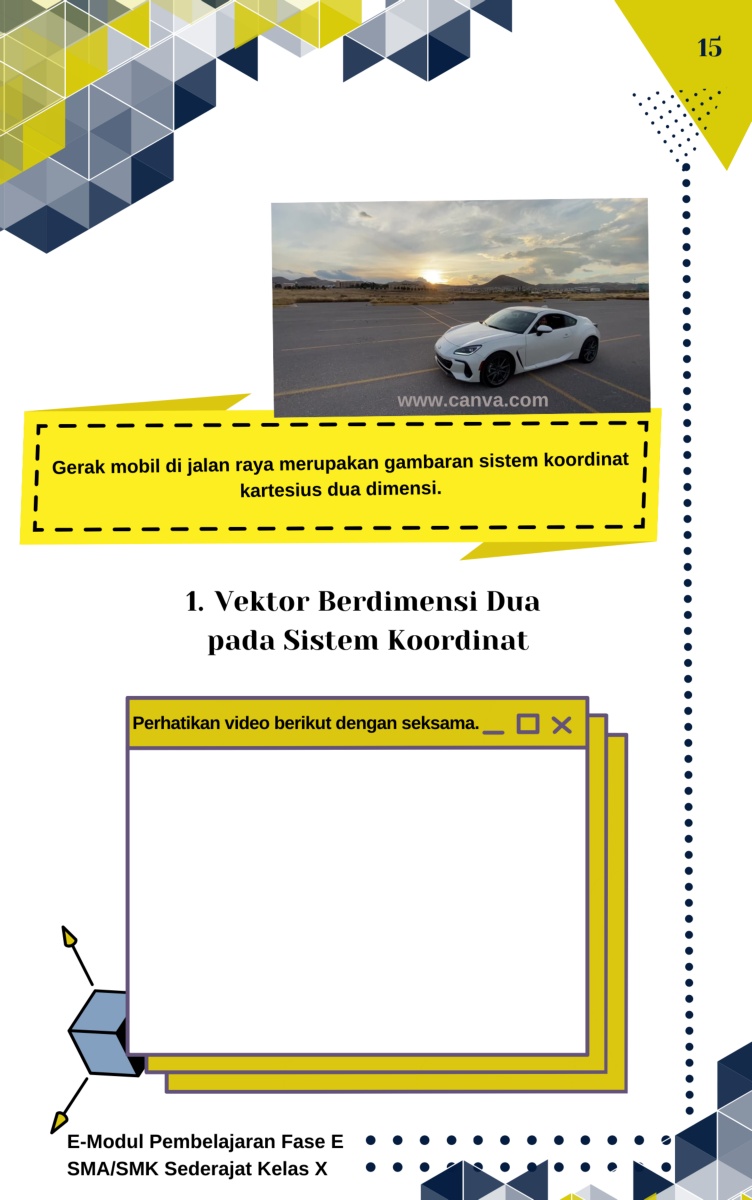 15
www.canva.com
Gerak mobil di jalan raya merupakan gambaran sistem koordinat
kartesius dua dimensi.
1. Vektor Berdimensi Dua
pada Sistem Koordinat
Perhatikan video berikut dengan seksama.
E-Modul Pembelajaran Fase E
SMA/SMK Sederajat Kelas X